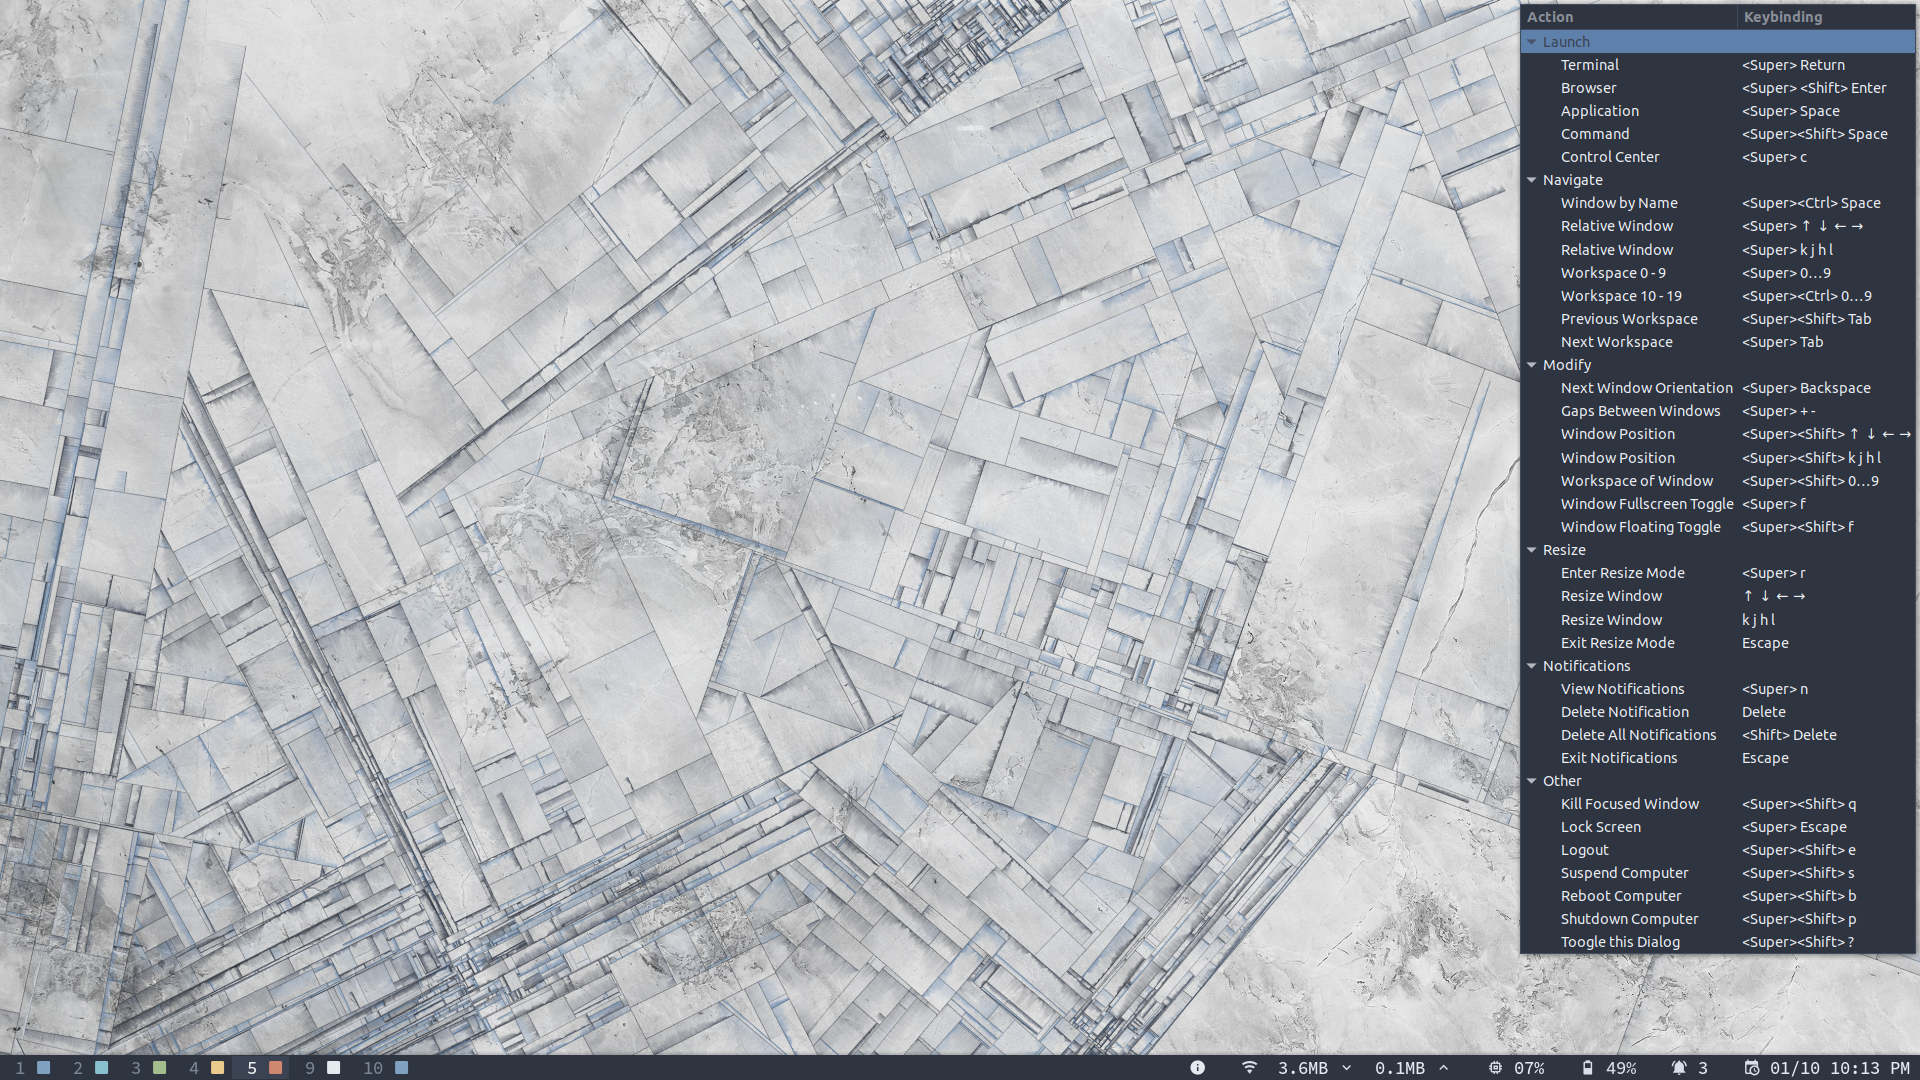 Action Keybinding
Launch
Terminal <Super> Return
Browser <Super> <Shift> Enter
Application <Super> Space
Command <Super><Shift> Space
Control Center <Super> c
Navigate
Window by Name <Super><Ctrl> Space
Relative Window <Super> ↑ ↓ ← →
Relative Window <Super> k j h l
Workspace 0 - 9 <Super> 0…9
Workspace 10 - 19 <Super><Ctrl> 0…9
Previous Workspace <Super><Shift> Tab
Next Workspace <Super> Tab
Modify
Next Window Orientation <Super> Backspace
Gaps Between Windows <Super> + -
Window Position <Super><Shift> ↑ ↓ ← →
Window Position <Super><Shift> k j h l
Workspace of Window <Super><Shift> 0…9
Window Fullscreen Toggle <Super> f
Window Floating Toggle <Super><Shift> f
Resize
Enter Resize Mode <Super> r
Resize Window ↑ ↓ ← →
Resize Window k j h l
Exit Resize Mode Escape
Notifications
View Notifications <Super> n
Delete Notification Delete
Delete All Notifications <Shift> Delete
Exit Notifications Escape
Other
Kill Focused Window <Super><Shift> q
Lock Screen <Super> Escape
Logout <Super><Shift> e
Suspend Computer <Super><Shift> s
Reboot Computer <Super><Shift> b
Shutdown Computer <Super><Shift> p
Toogle this Dialog <Super><Shift> ?
1 2 3 4 5 9 10 3.6MB 0.1MB 07% 49% 3 01/10 10:13 PM